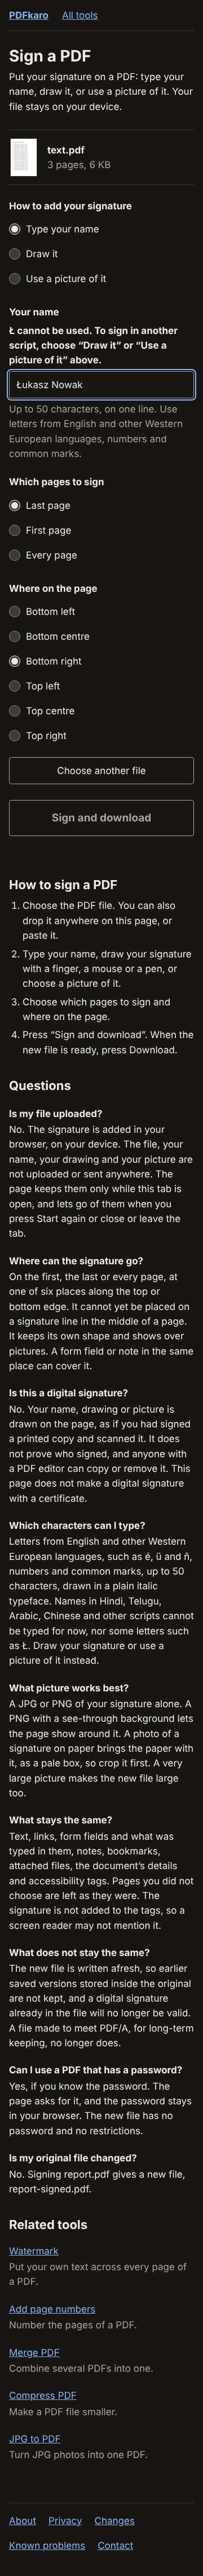 PDFkaro All tools
Sign a PDF
Put your signature on a PDF: type your
name, draw it, or use a picture of it. Your
file stays on your device.
text.pdf
3 pages, 6 KB
How to add your signature
Type your name
Draw it
Use a picture of it
Your name
Ł cannot be used. To sign in another
script, choose “Draw it” or “Use a
picture of it” above.
Łukasz Nowak
Up to 50 characters, on one line. Use
letters from English and other Western
European languages, numbers and
common marks.
Which pages to sign
Last page
First page
Every page
Where on the page
Bottom left
Bottom centre
Bottom right
Top left
Top centre
Top right
Choose another file
Sign and download
How to sign a PDF
1. Choose the PDF file. You can also
drop it anywhere on this page, or
paste it.
2. Type your name, draw your signature
with a finger, a mouse or a pen, or
choose a picture of it.
3. Choose which pages to sign and
where on the page.
4. Press “Sign and download”. When the
new file is ready, press Download.
Questions
Is my file uploaded?
No. The signature is added in your
browser, on your device. The file, your
name, your drawing and your picture are
not uploaded or sent anywhere. The
page keeps them only while this tab is
open, and lets go of them when you
press Start again or close or leave the
tab.
Where can the signature go?
On the first, the last or every page, at
one of six places along the top or
bottom edge. It cannot yet be placed on
a signature line in the middle of a page.
It keeps its own shape and shows over
pictures. A form field or note in the same
place can cover it.
Is this a digital signature?
No. Your name, drawing or picture is
drawn on the page, as if you had signed
a printed copy and scanned it. It does
not prove who signed, and anyone with
a PDF editor can copy or remove it. This
page does not make a digital signature
with a certificate.
Which characters can I type?
Letters from English and other Western
European languages, such as é, ü and ñ,
numbers and common marks, up to 50
characters, drawn in a plain italic
typeface. Names in Hindi, Telugu,
Arabic, Chinese and other scripts cannot
be typed for now, nor some letters such
as Ł. Draw your signature or use a
picture of it instead.
What picture works best?
A JPG or PNG of your signature alone. A
PNG with a see-through background lets
the page show around it. A photo of a
signature on paper brings the paper with
it, as a pale box, so crop it first. A very
large picture makes the new file large
too.
What stays the same?
Text, links, form fields and what was
typed in them, notes, bookmarks,
attached files, the document’s details
and accessibility tags. Pages you did not
choose are left as they were. The
signature is not added to the tags, so a
screen reader may not mention it.
What does not stay the same?
The new file is written afresh, so earlier
saved versions stored inside the original
are not kept, and a digital signature
already in the file will no longer be valid.
A file made to meet PDF/A, for long-term
keeping, no longer does.
Can I use a PDF that has a password?
Yes, if you know the password. The
page asks for it, and the password stays
in your browser. The new file has no
password and no restrictions.
Is my original file changed?
No. Signing report.pdf gives a new file,
report-signed.pdf.
Related tools
Watermark
Put your own text across every page of
a PDF.
Add page numbers
Number the pages of a PDF.
Merge PDF
Combine several PDFs into one.
Compress PDF
Make a PDF file smaller.
JPG to PDF
Turn JPG photos into one PDF.
About Privacy Changes
Known problems Contact